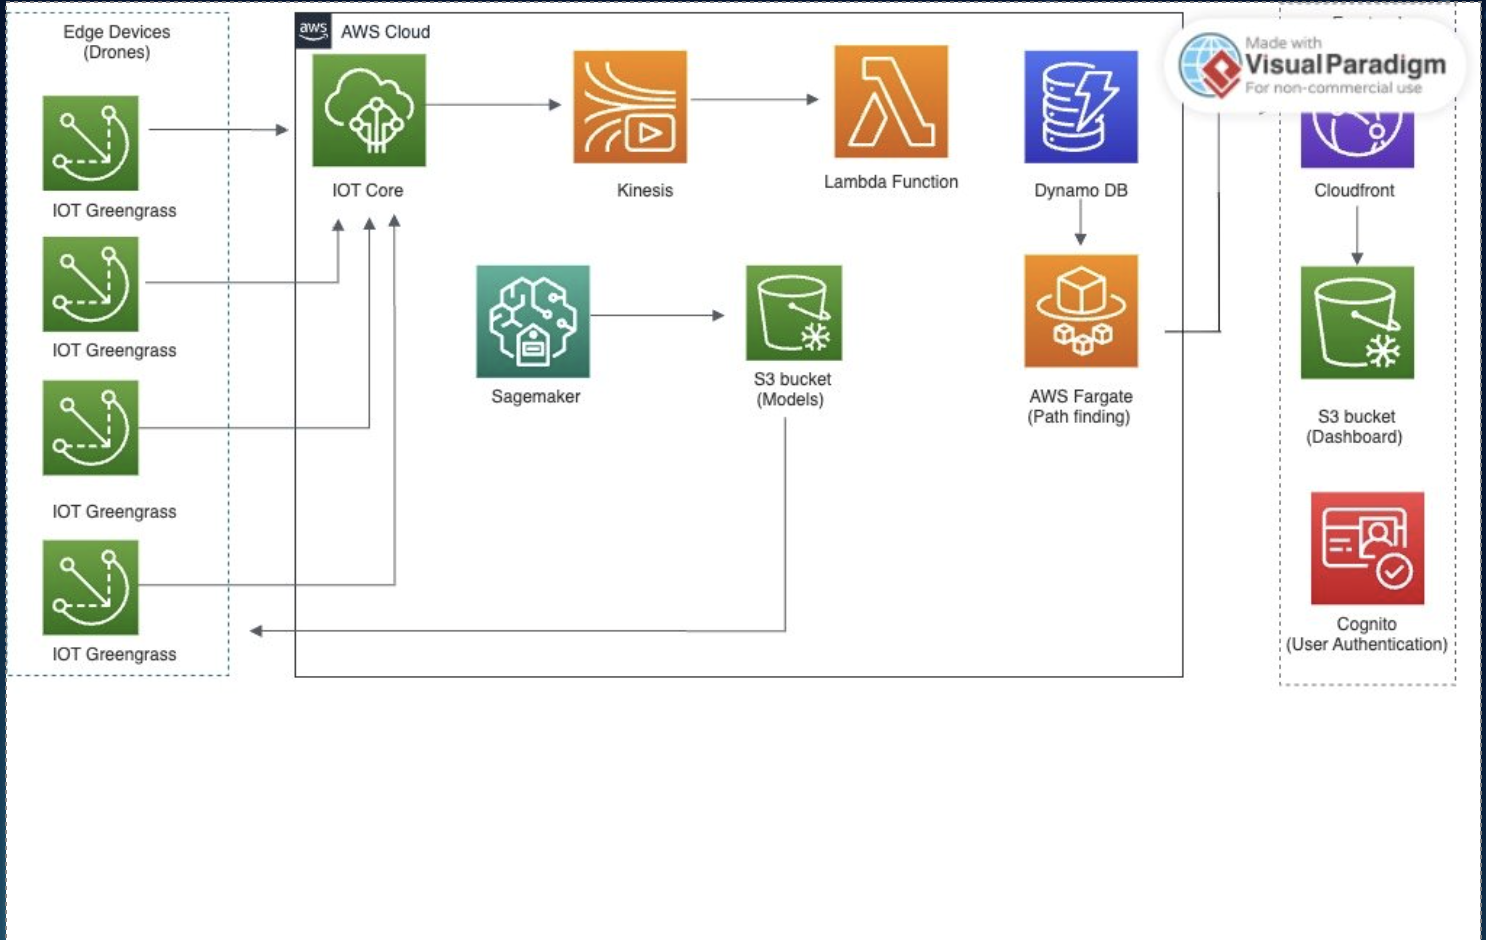 Edge Devices
(Drones)
IOT Greengrass
IOT Greengrass
IOT Greengrass
IOT Greengrass
aws
AWS Cloud
IOT Core
Kinesis
Lambda Function
Dynamo DB
Sagemaker
S3 bucket
(Models)
AWS Fargate
(Path finding)
Made with
Visual Paradigm
For non-commercial use
Cloudfront
S3 bucket
(Dashboard)
Cognito
(User Authentication)